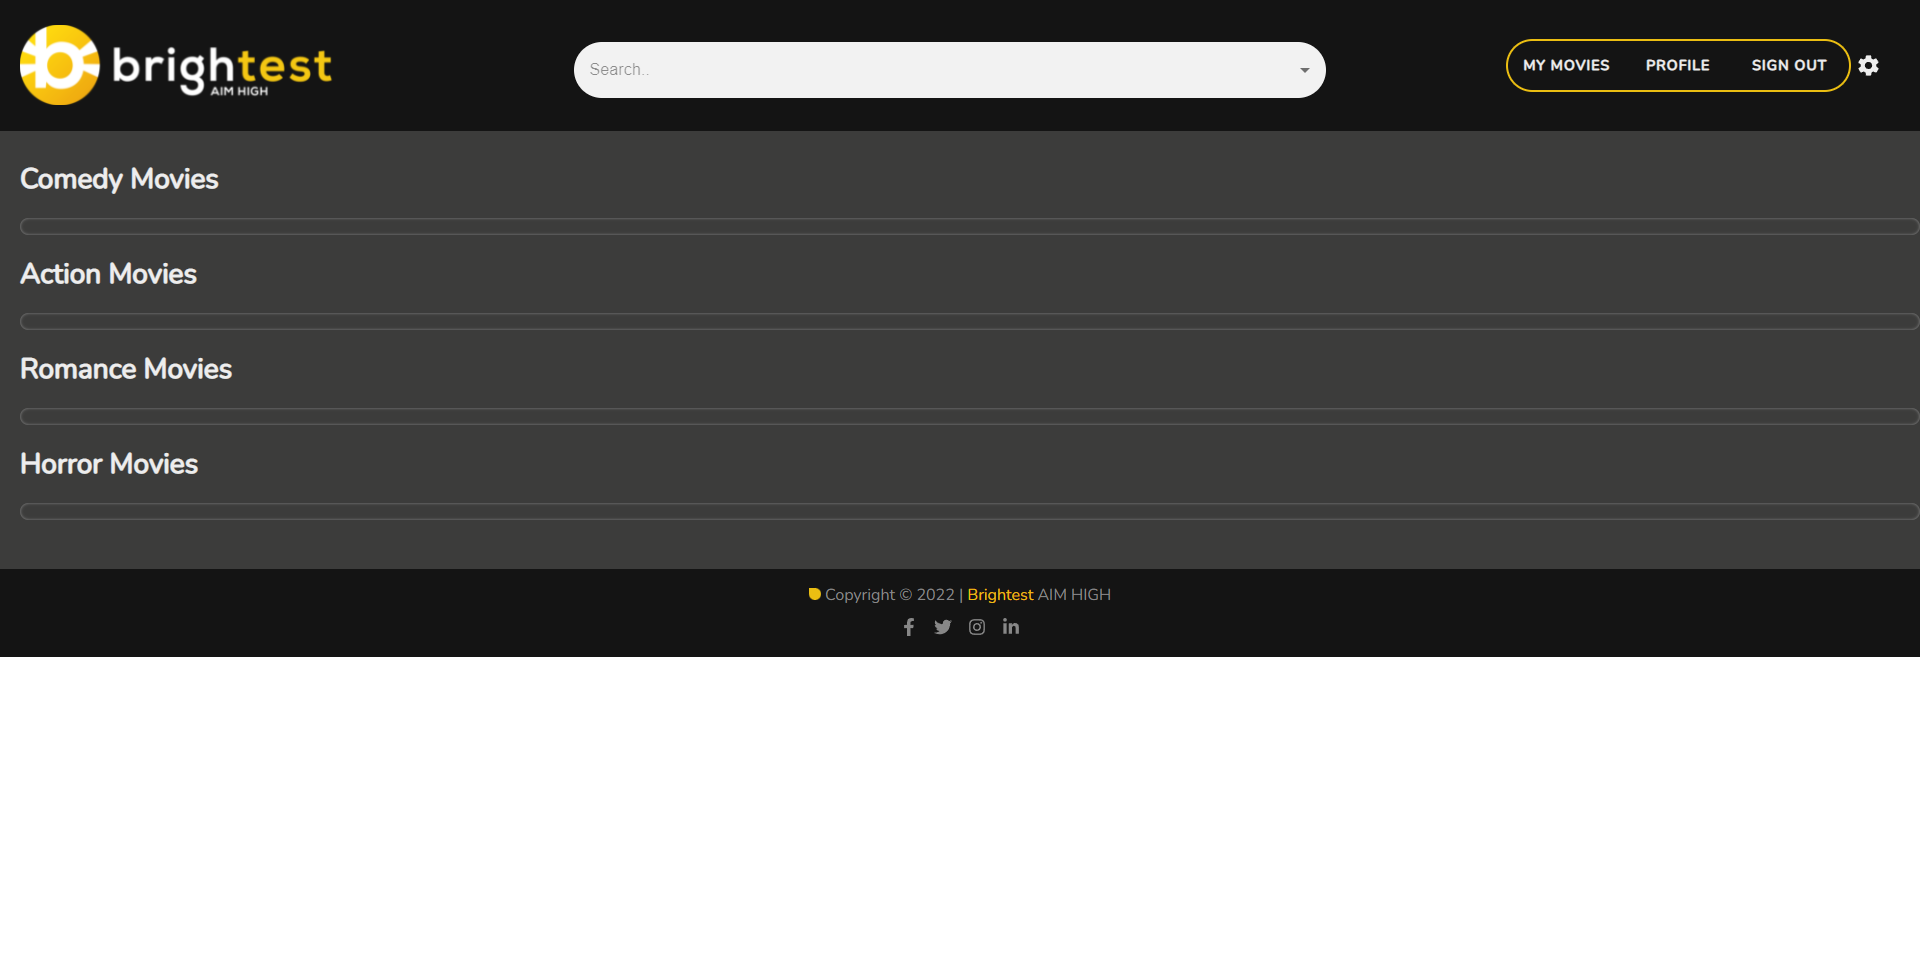 brightest
AIM HIGH
Search..
MY MOVIES PROFILE SIGN OUT
Comedy Movies
Action Movies
Romance Movies
Horror Movies
Copyright © 2022 | Brightest AIM HIGH